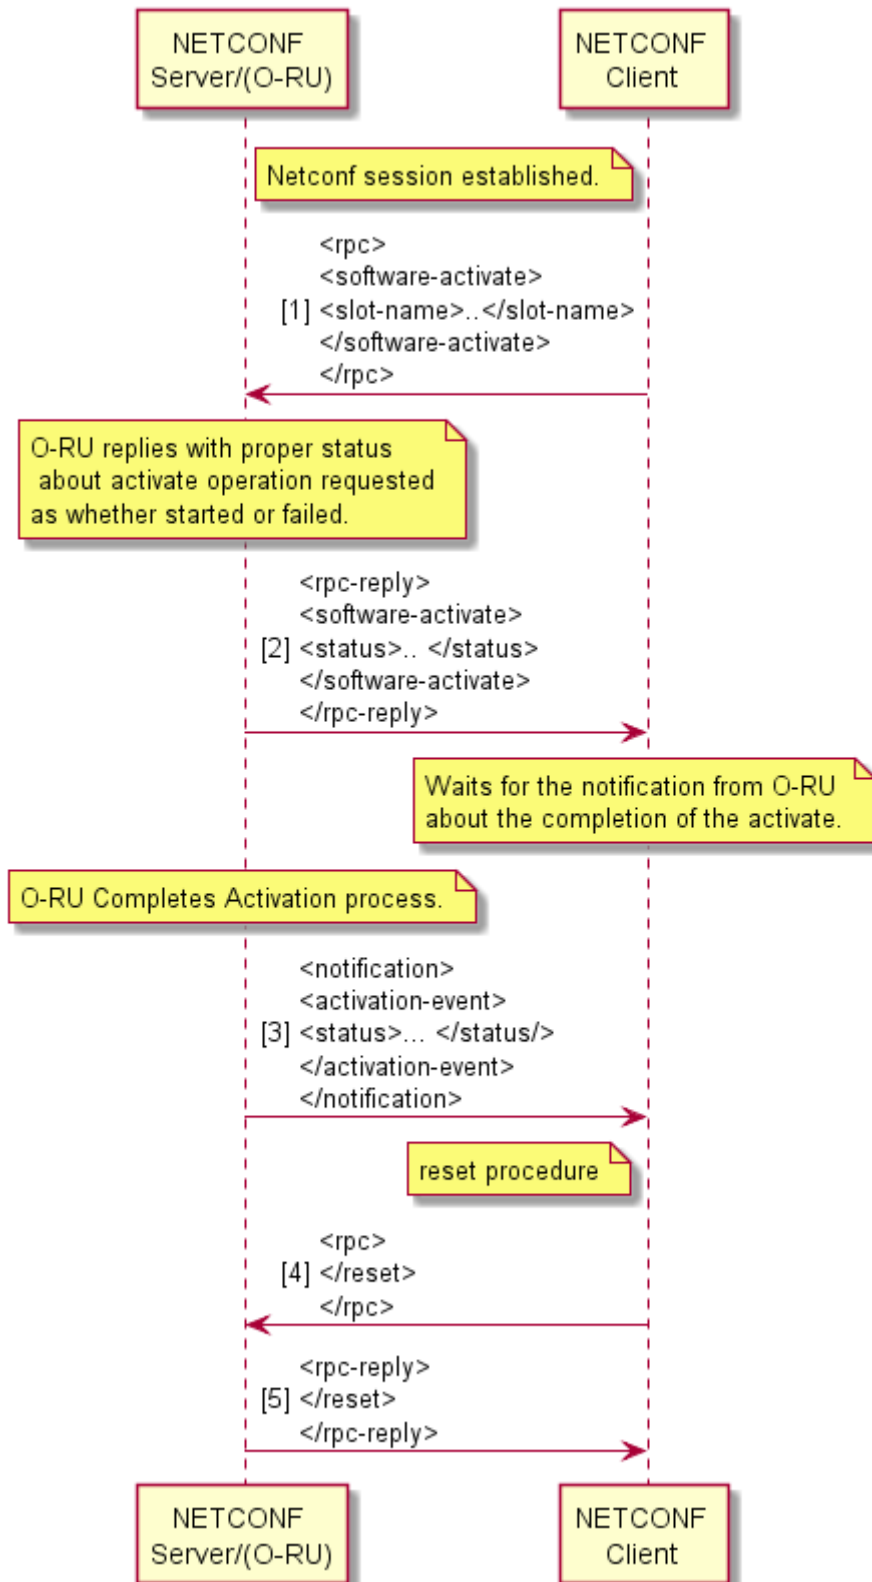 NETCONF
Server/(O-RU)
NETCONF
Client
Netconf session established.
<rpc>
<software-activate>
[1] <slot-name>..</slot-name>
</software-activate>
</rpc>
O-RU replies with proper status
about activate operation requested
as whether started or failed.
<rpc-reply>
<software-activate>
[2] <status>.. </status>
</software-activate>
</rpc-reply>
Waits for the notification from O-RU
about the completion of the activate.
O-RU Completes Activation process.
<notification>
<activation-event>
[3] <status>... </status/>
</activation-event>
</notification>
reset procedure
<rpc>
[4] </reset>
</rpc>
<rpc-reply>
[5] </reset>
</rpc-reply>
NETCONF
Server/(O-RU)
NETCONF
Client